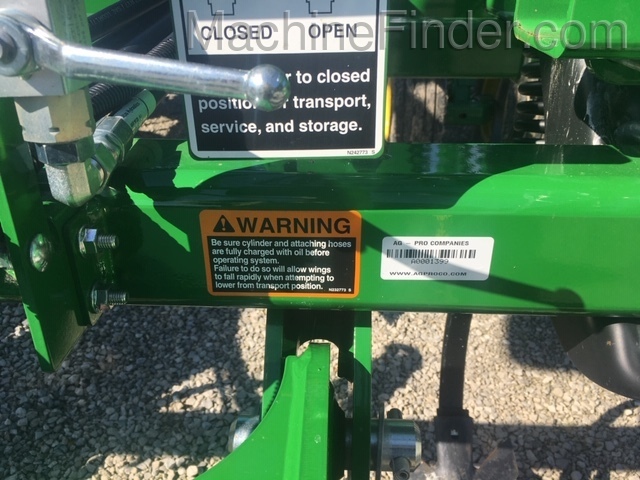 MachineFinder.com
CLOSED OPEN
er to closed
position transport,
service, and storage.
N242773 S
WARNING
Be sure cylinder and attaching hoses
are fully charged with oil before
operating system.
Failure to do so will allow wings
to fall rapidly when attempting to
lower from transport position.
AG - PRO COMPANIES
A0001399
WWW.AGPROCO.COM